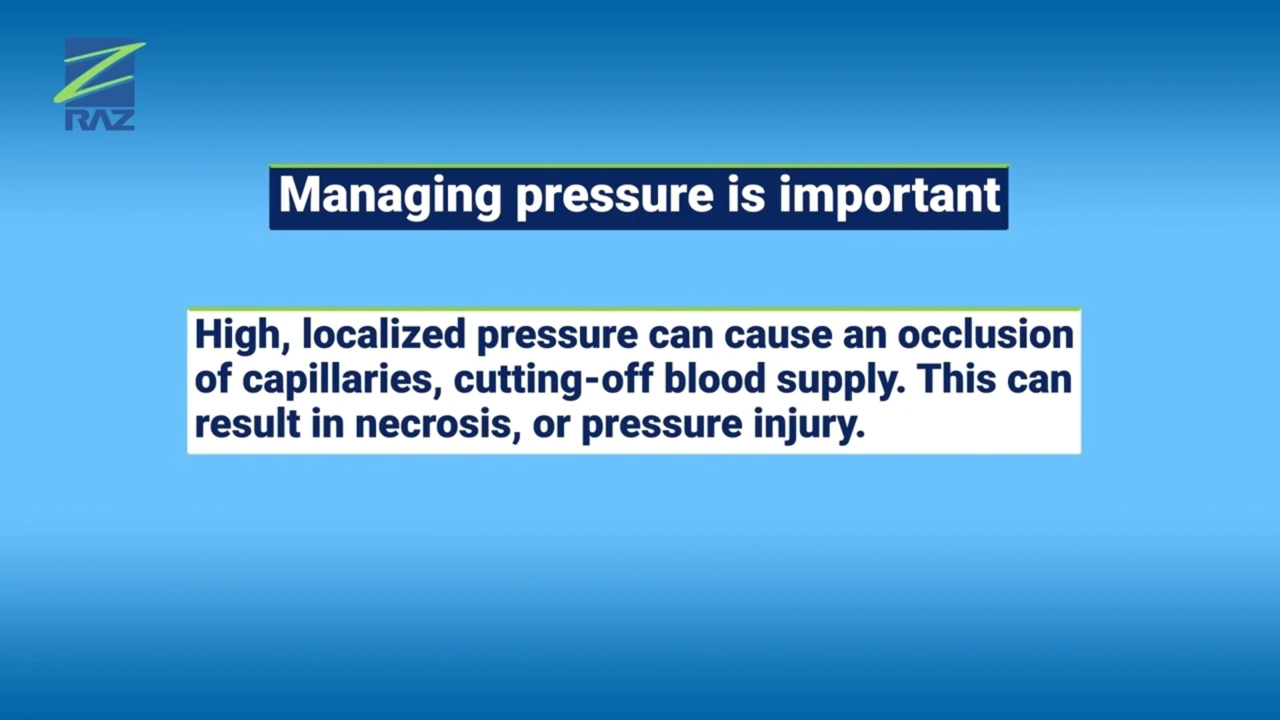 RAZ
Managing pressure is important
High, localized pressure can cause an occlusion
of capillaries, cutting-off blood supply. This can
result in necrosis, or pressure injury.